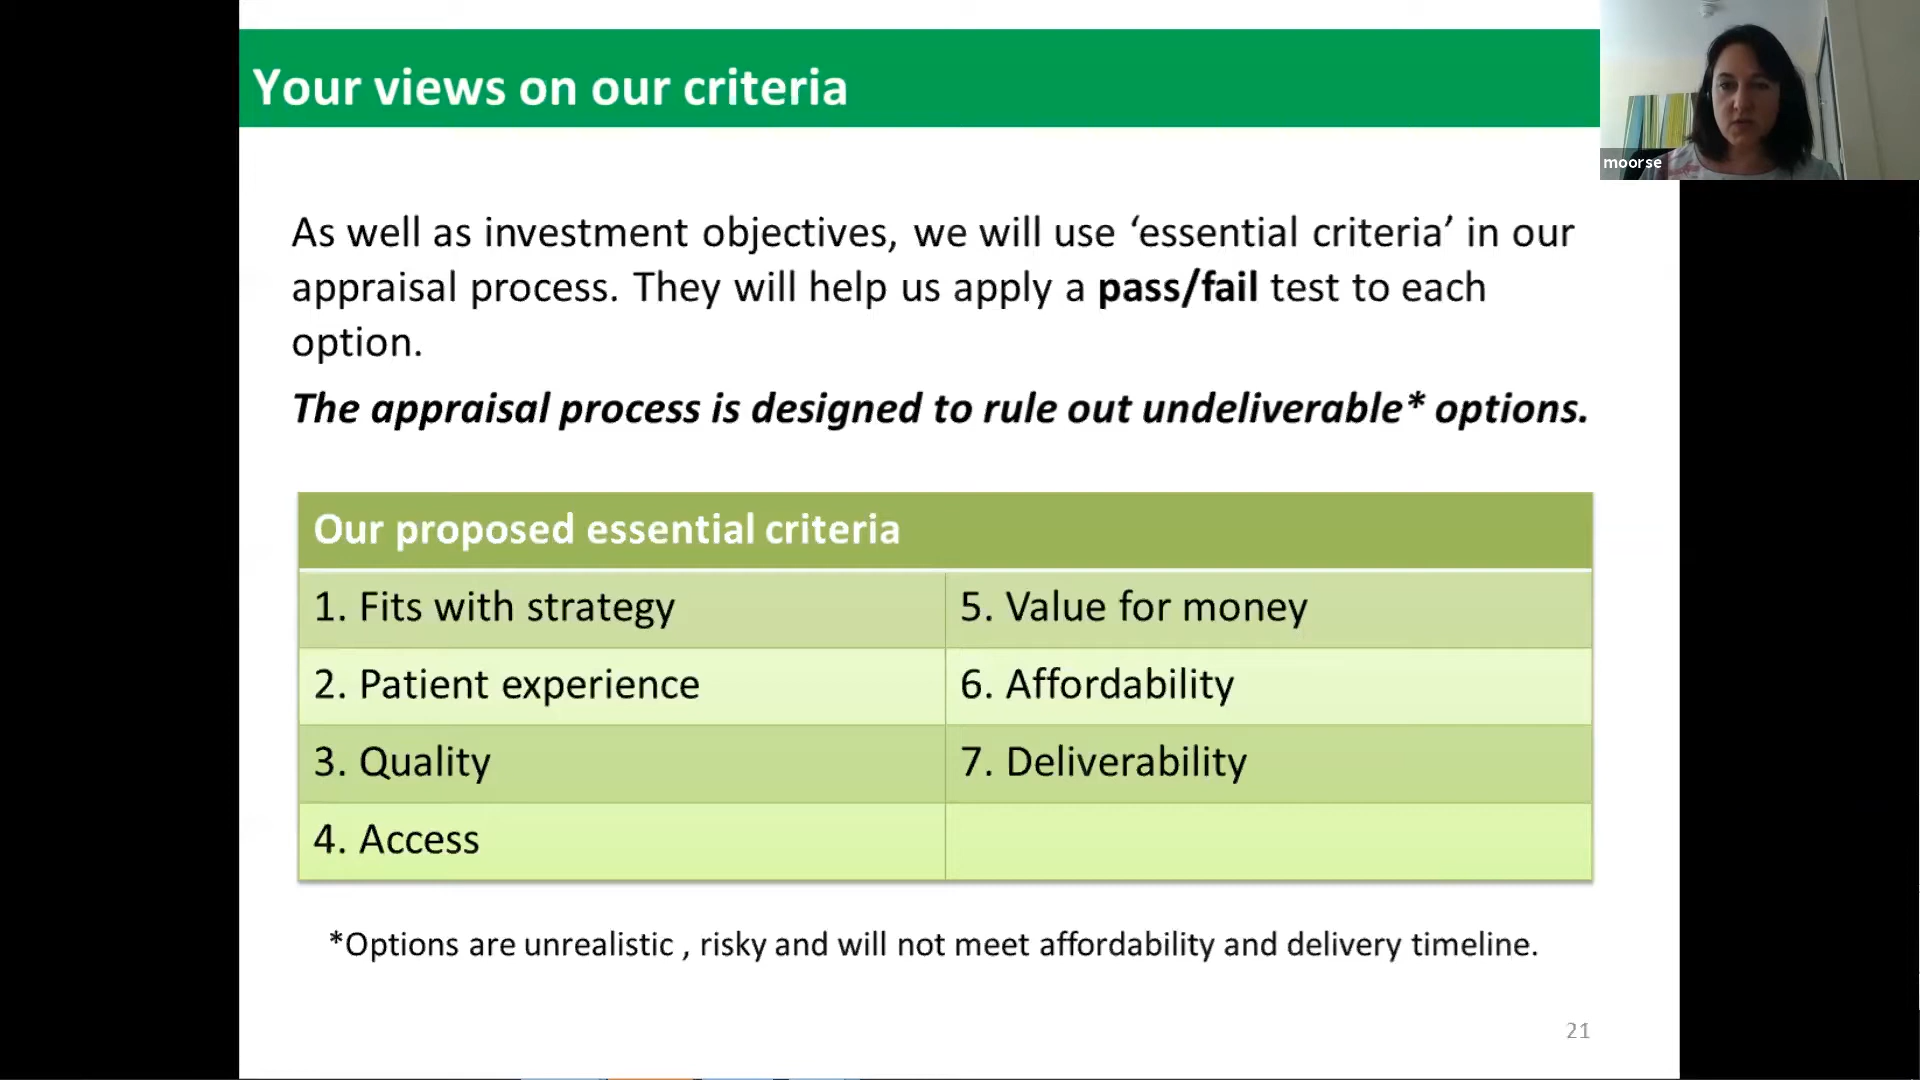 Your views on our criteria
moorse
As well as investment objectives, we will use ‘essential criteria’ in our
appraisal process. They will help us apply a pass/fail test to each
option.
The appraisal process is designed to rule out undeliverable* options.
Our proposed essential criteria
1. Fits with strategy
5. Value for money
2. Patient experience
6. Affordability
3. Quality
7. Deliverability
4. Access
*Options are unrealistic , risky and will not meet affordability and delivery timeline.
21